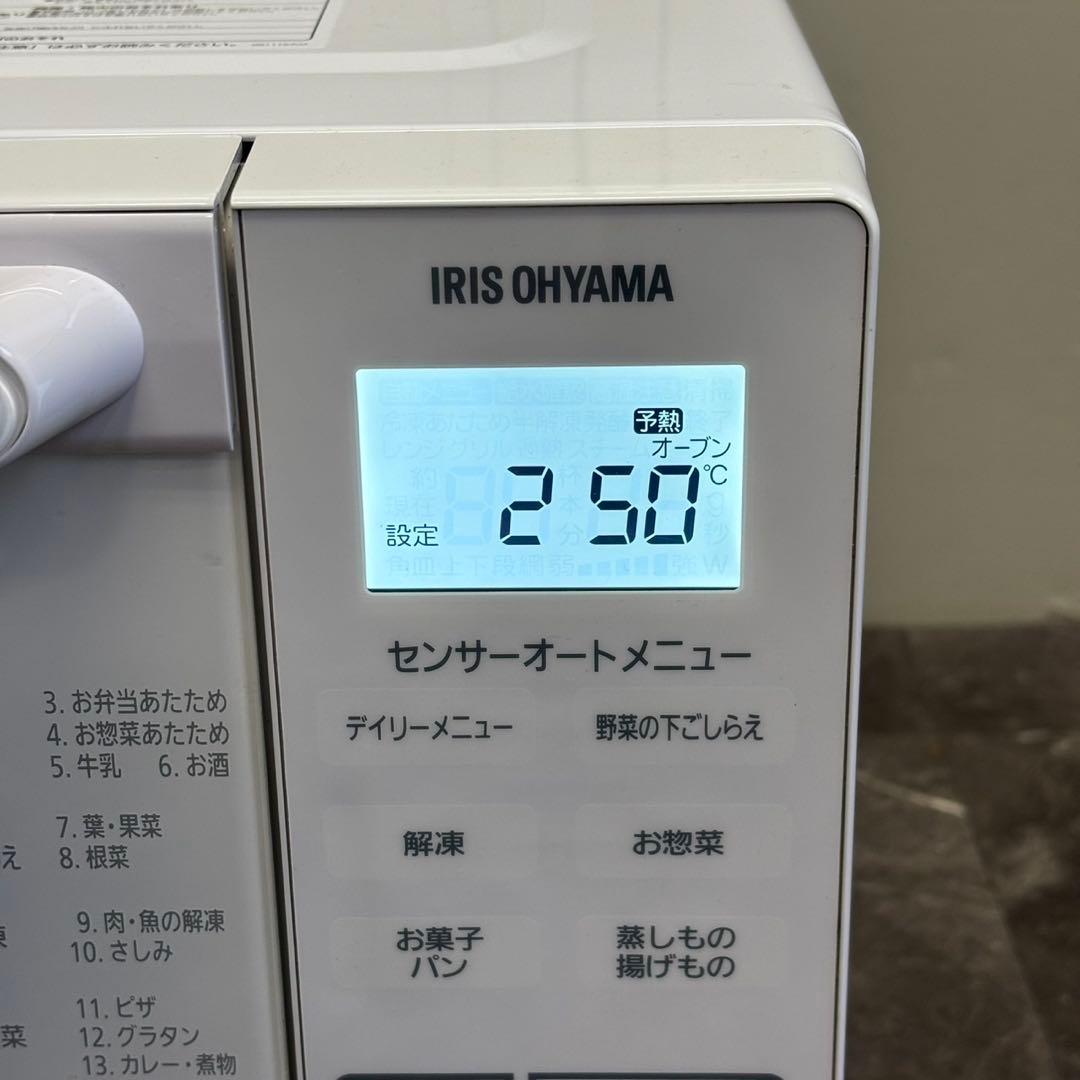 IRIS OHYAMA
予熱
オーブン
250℃
設定
センサーオートメニュー
デイリーメニュー
野菜の下ごしらえ
解凍
お惣菜
お菓子
パン
蒸しもの
揚げもの
3. お弁当あたため
4. お惣菜あたため
5. 牛乳 6. お酒
7. 葉・果菜
え 8. 根菜
9. 肉・魚の解凍
10. さしみ
11. ピザ
菜 12. グラタン
13. カレー・煮物